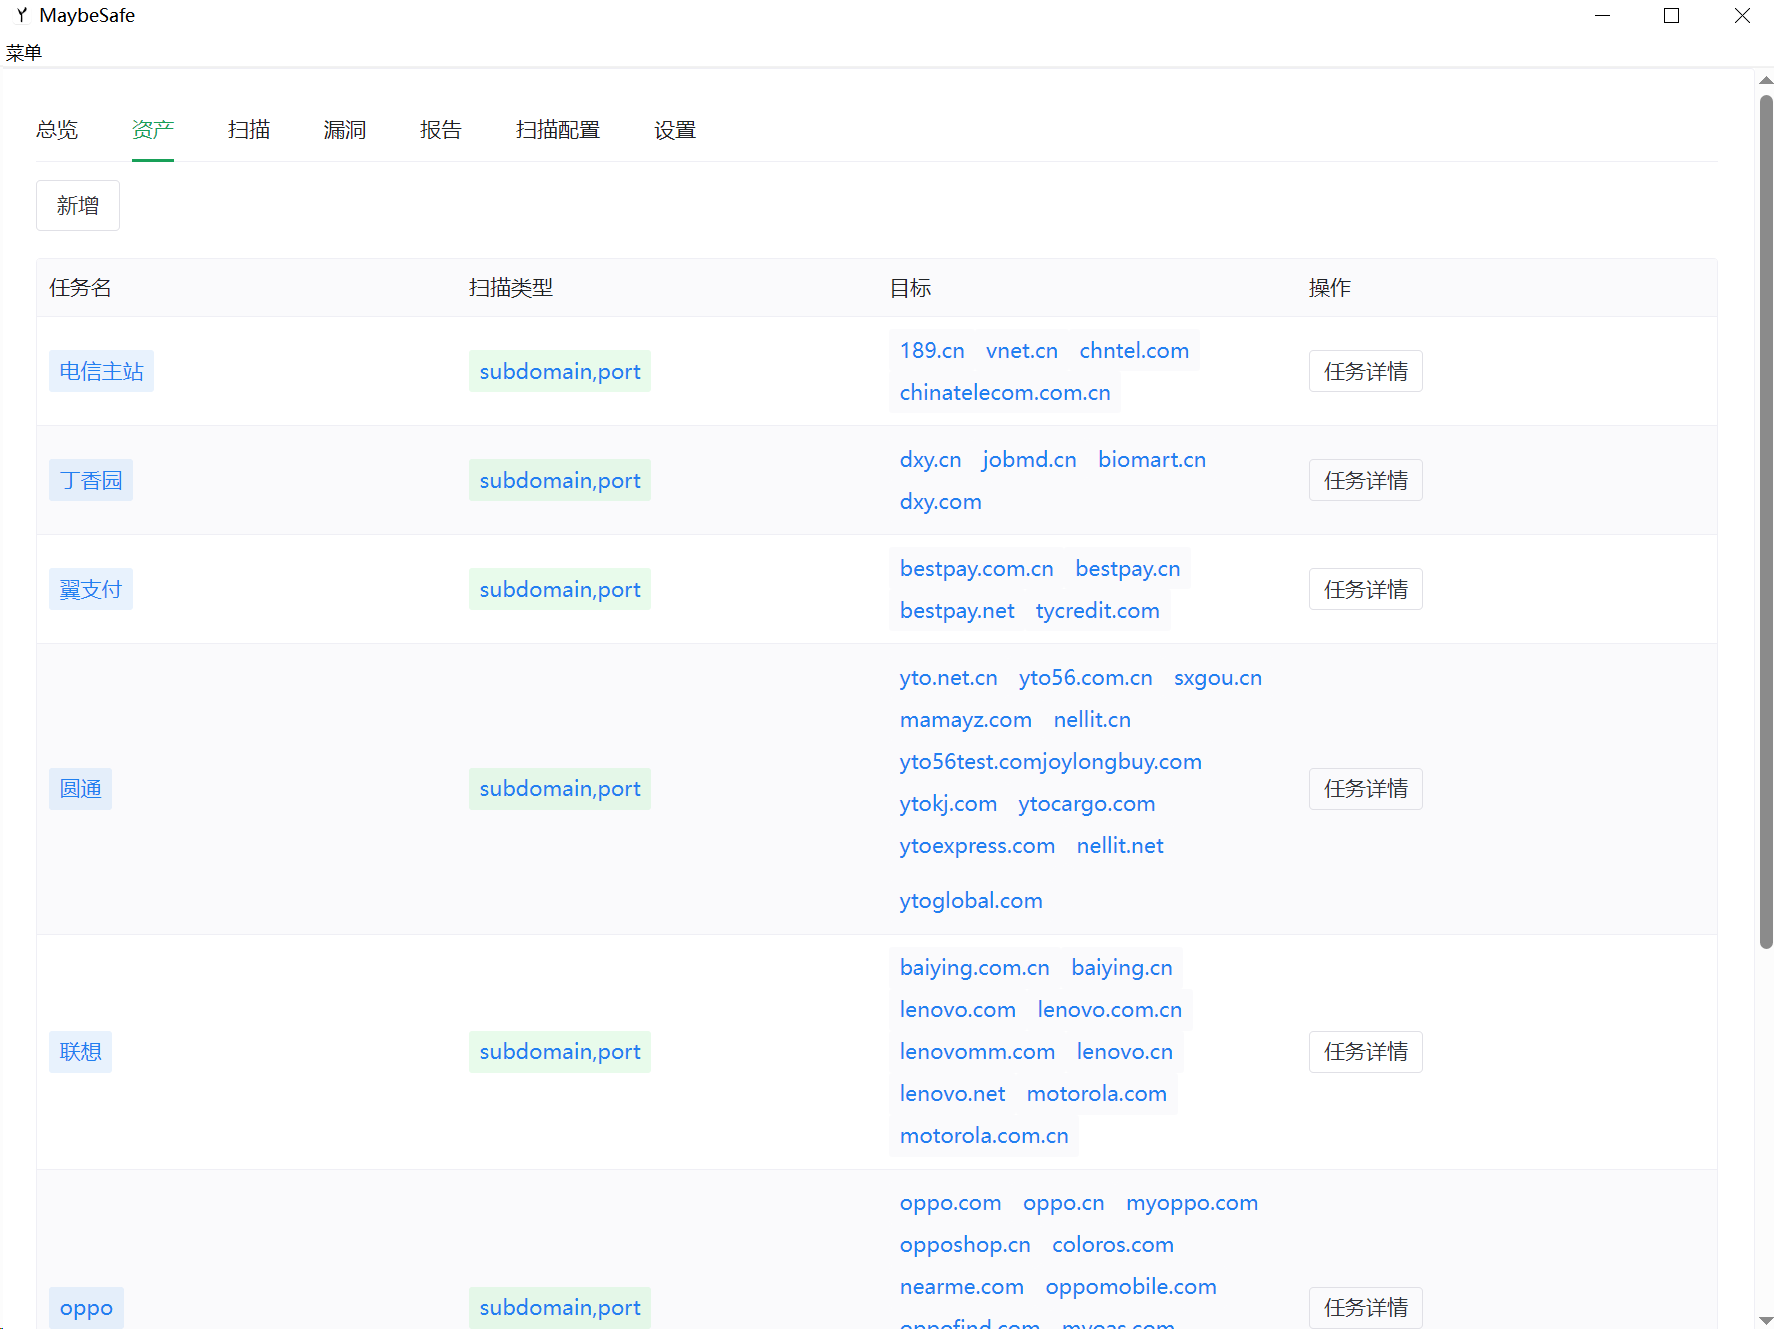 MaybeSafe
菜单
总览 资产 扫描 漏洞 报告 扫描配置 设置
新增
任务名 扫描类型 目标 操作
电信主站 subdomain,port 189.cn vnet.cn chntel.com 任务详情
chinatelecom.com.cn
丁香园 subdomain,port dxy.cn jobmd.cn biomart.cn 任务详情
dxy.com
翼支付 subdomain,port bestpay.com.cn bestpay.cn 任务详情
bestpay.net tycredit.com
yto.net.cn yto56.com.cn sxgou.cn
mamayz.com nellit.cn
yto56test.comjoylongbuy.com
圆通 subdomain,port ytokj.com ytocargo.com 任务详情
ytoexpress.com nellit.net
ytoglobal.com
baiying.com.cn baiying.cn
lenovo.com lenovo.com.cn
联想 subdomain,port lenovomm.com lenovo.cn 任务详情
lenovo.net motorola.com
motorola.com.cn
oppo.com oppo.cn myoppo.com
opposhop.cn coloros.com
nearme.com oppomobile.com
oppo subdomain,port oppofind.com myoas.com 任务详情